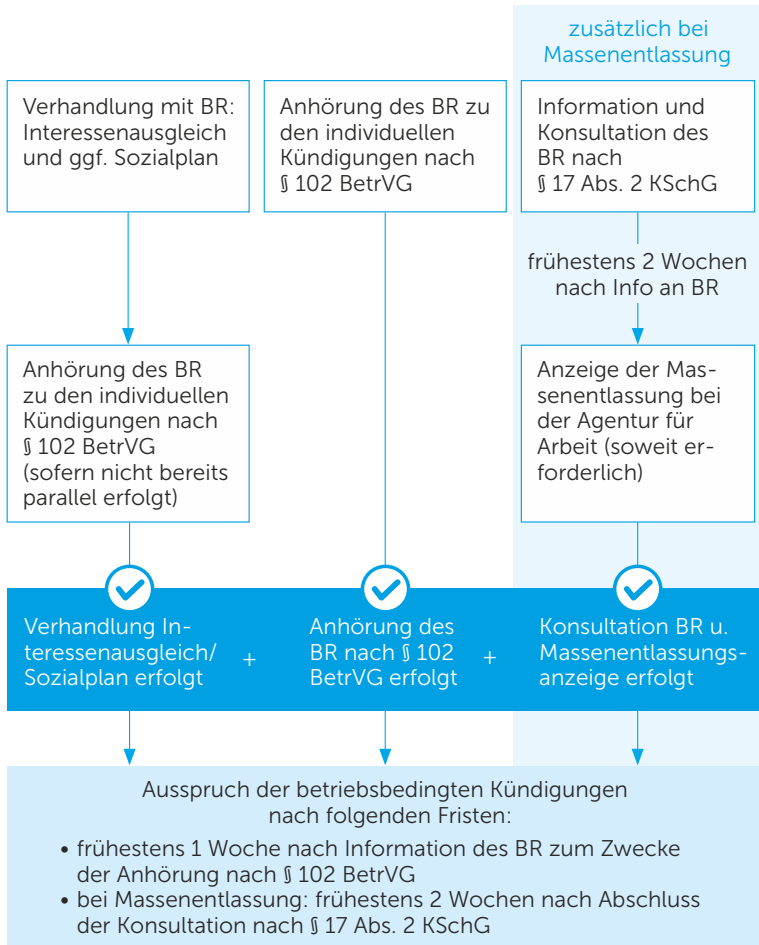 zusätzlich bei
Massenentlassung
Verhandlung mit BR:
Interessenausgleich
und ggf. Sozialplan
Anhörung des BR zu
den individuellen
Kündigungen nach
§ 102 BetrVG
Information und
Konsultation des
BR nach
§ 17 Abs. 2 KSchG
frühestens 2 Wochen
nach Info an BR
Anhörung des BR
zu den individuellen
Kündigungen nach
§ 102 BetrVG
(sofern nicht bereits
parallel erfolgt)
Anzeige der Mas-
senentlassung bei
der Agentur für
Arbeit (soweit er-
forderlich)
Verhandlung In-
teressenausgleich/
Sozialplan erfolgt
+
Anhörung des
BR nach § 102
BetrVG erfolgt
+
Konsultation BR u.
Massenentlassungs-
anzeige erfolgt
Ausspruch der betriebsbedingten Kündigungen
nach folgenden Fristen:
• frühestens 1 Woche nach Information des BR zum Zwecke
der Anhörung nach § 102 BetrVG
• bei Massenentlassung: frühestens 2 Wochen nach Abschluss
der Konsultation nach § 17 Abs. 2 KSchG